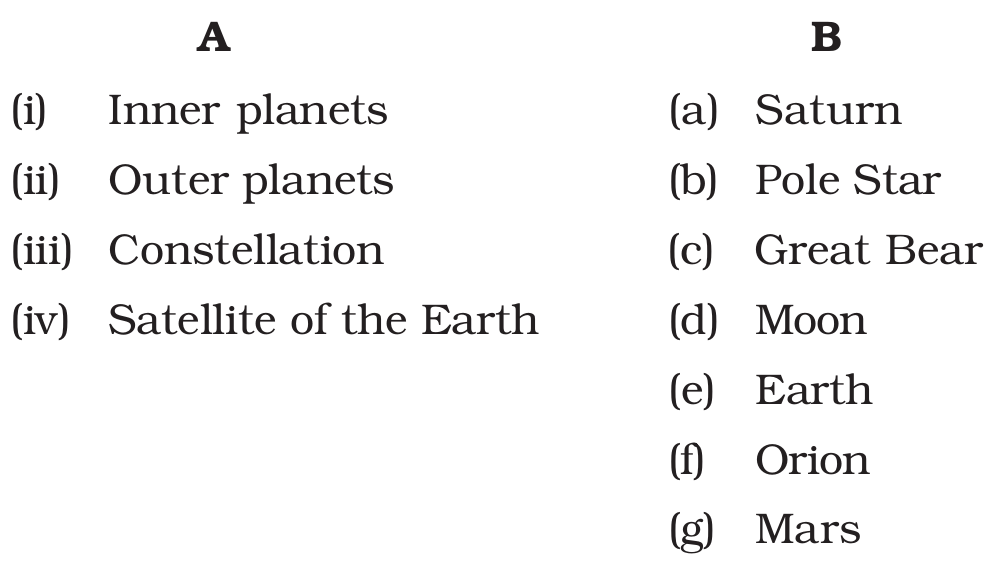 A B
(i) Inner planets (a) Saturn
(ii) Outer planets (b) Pole Star
(iii) Constellation (c) Great Bear
(iv) Satellite of the Earth (d) Moon
(e) Earth
(f) Orion
(g) Mars